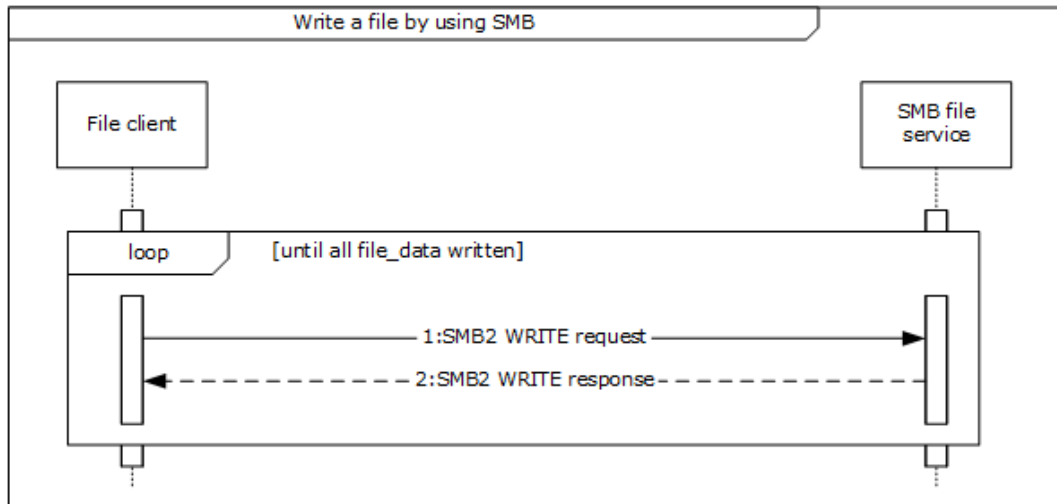 Write a file by using SMB
File client
SMB file
service
loop
[until all file_data written]
1:SMB2 WRITE request
2:SMB2 WRITE response